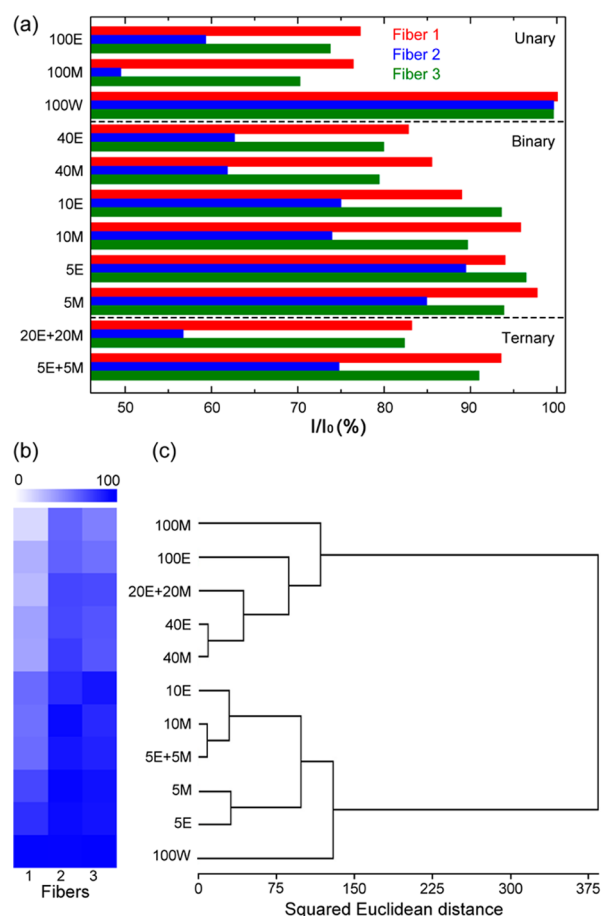 (a)
Fiber 1
Unary
Fiber 2
Fiber 3
100E
100M
100W
Binary
40E
40M
10E
10M
5E
5M
Ternary
20E+20M
5E+5M
50 60 70 80 90 100
I/I₀ (%)
(b)
0 100
1 2 3
Fibers
(c)
100M
100E
20E+20M
40E
40M
10E
10M
5E+5M
5M
5E
100W
0 75 150 225 300 375
Squared Euclidean distance